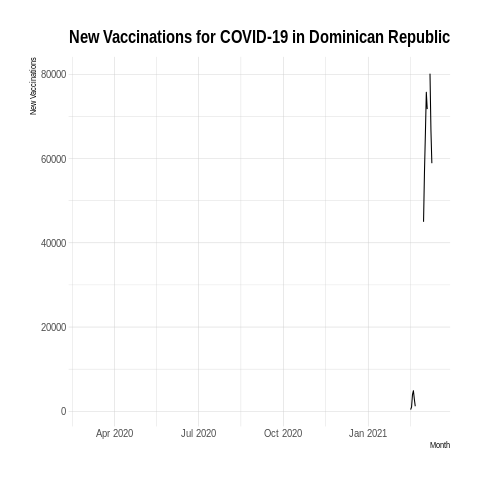 New Vaccinations for COVID-19 in Dominican Republic
New Vaccinations
80000
60000
40000
20000
0
Apr 2020 Jul 2020 Oct 2020 Jan 2021
Month